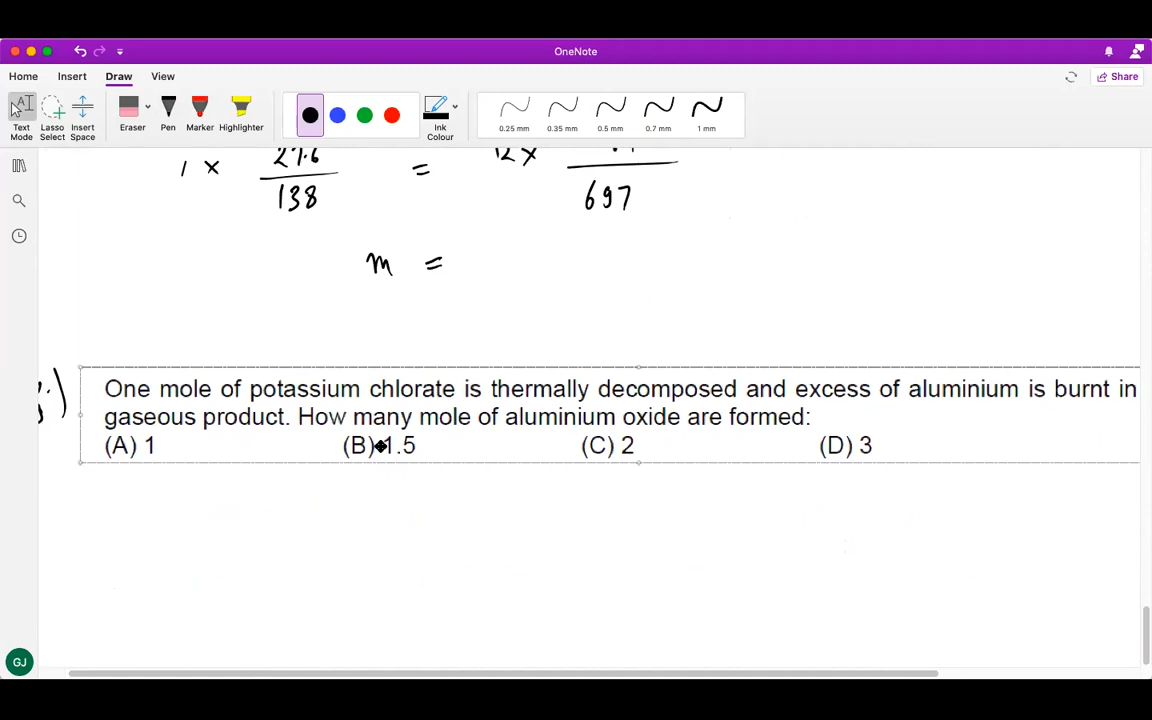 OneNote
Home Insert Draw View
Share
Text Mode
Lasso Select
Insert Space
Eraser
Pen
Marker
Highlighter
Ink Colour
0.25 mm
0.35 mm
0.5 mm
0.7 mm
1 mm
1 × 27.6 / 138 = 12 × / 697
m =
One mole of potassium chlorate is thermally decomposed and excess of aluminium is burnt in
gaseous product. How many mole of aluminium oxide are formed:
(A) 1 (B) 1.5 (C) 2 (D) 3
GJ